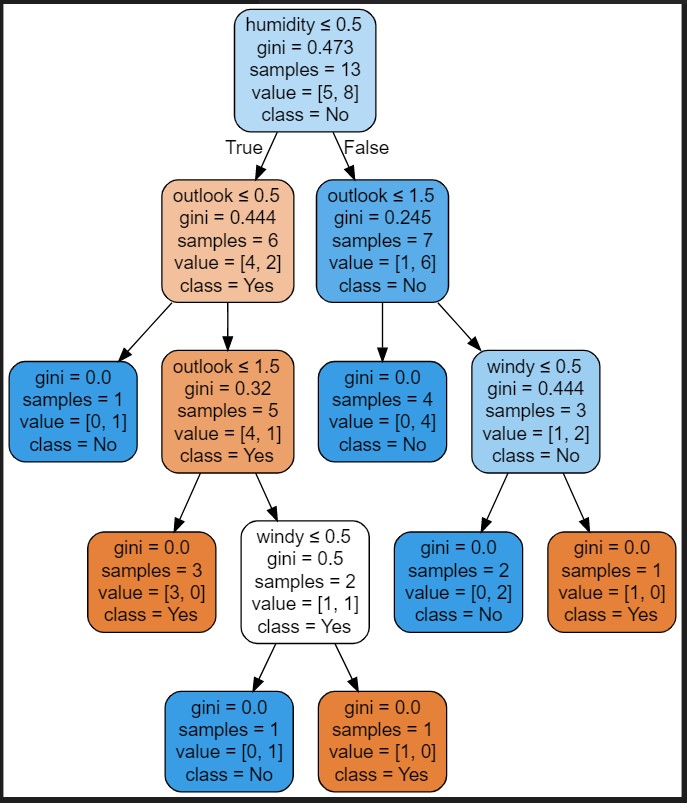 humidity ≤ 0.5
gini = 0.473
samples = 13
value = [5, 8]
class = No
True
False
outlook ≤ 0.5
gini = 0.444
samples = 6
value = [4, 2]
class = Yes
outlook ≤ 1.5
gini = 0.245
samples = 7
value = [1, 6]
class = No
gini = 0.0
samples = 1
value = [0, 1]
class = No
outlook ≤ 1.5
gini = 0.32
samples = 5
value = [4, 1]
class = Yes
gini = 0.0
samples = 4
value = [0, 4]
class = No
windy ≤ 0.5
gini = 0.444
samples = 3
value = [1, 2]
class = No
gini = 0.0
samples = 3
value = [3, 0]
class = Yes
windy ≤ 0.5
gini = 0.5
samples = 2
value = [1, 1]
class = Yes
gini = 0.0
samples = 2
value = [0, 2]
class = No
gini = 0.0
samples = 1
value = [1, 0]
class = Yes
gini = 0.0
samples = 1
value = [0, 1]
class = No
gini = 0.0
samples = 1
value = [1, 0]
class = Yes